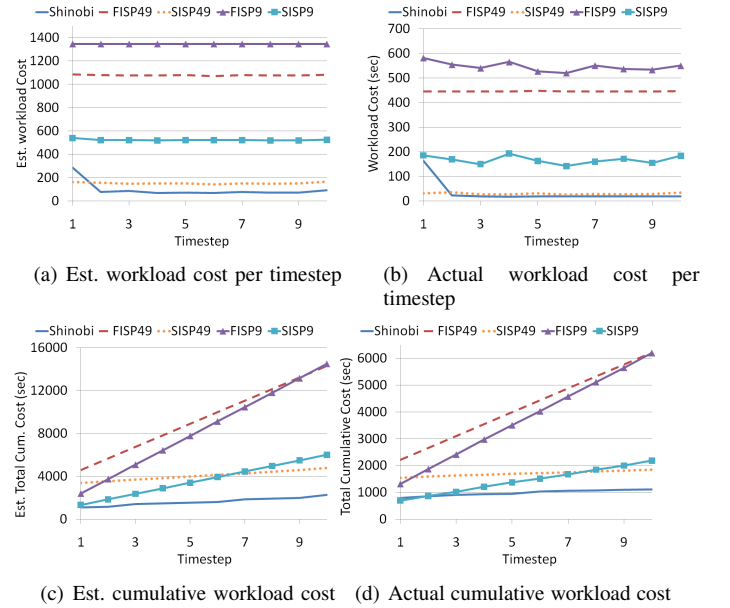 Shinobi FISP49 SISP49 FISP9 SISP9
1400
1200
1000
800
600
400
200
0
Est. workload Cost
1 3 5 7 9
Timestep
(a) Est. workload cost per timestep
Shinobi FISP49 SISP49 FISP9 SISP9
700
600
500
400
300
200
100
0
Workload Cost (sec)
1 3 5 7 9
Timestep
(b) Actual workload cost per
timestep
Shinobi FISP49 SISP49 FISP9 SISP9
16000
12000
8000
4000
0
Est. Total Cum. Cost (sec)
1 3 5 7 9
Timestep
(c) Est. cumulative workload cost
Shinobi FISP49 SISP49 FISP9 SISP9
6000
5000
4000
3000
2000
1000
0
Total Cumulative Cost (sec)
1 3 5 7 9
Timestep
(d) Actual cumulative workload cost